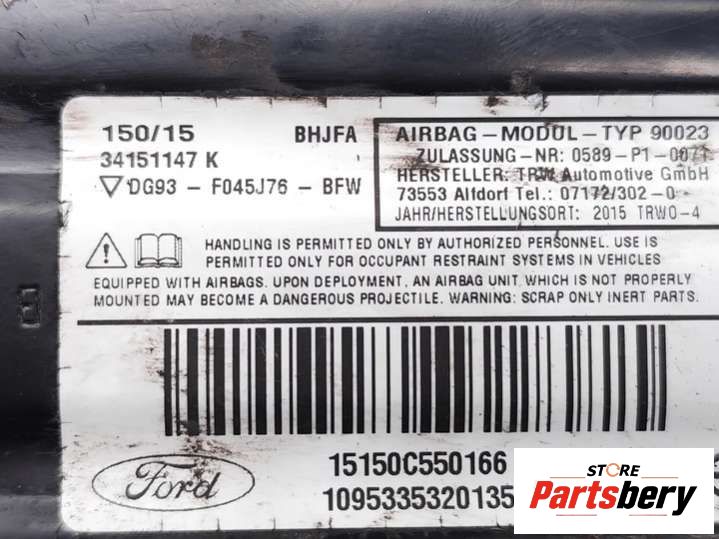 150/15 BHJFA
34151147 K
DG93 - F045J76 - BFW
AIRBAG-MODUL-TYP 90023
ZULASSUNG-NR: 0589-P1-0071
HERSTELLER: TRW Automotive GmbH
73553 Alfdorf Tel.: 07172/302-0
JAHR/HERSTELLUNGSORT: 2015 TRWO-4
HANDLING IS PERMITTED ONLY BY AUTHORIZED PERSONNEL. USE IS
PERMITTED ONLY FOR OCCUPANT RESTRAINT SYSTEMS IN VEHICLES
EQUIPPED WITH AIRBAGS. UPON DEPLOYMENT, AN AIRBAG UNIT WHICH IS NOT PROPERLY
MOUNTED MAY BECOME A DANGEROUS PROJECTILE. WARNING: SCRAP ONLY INERT PARTS.
Ford
15150C550166
1095335320135
STORE
Partsbery